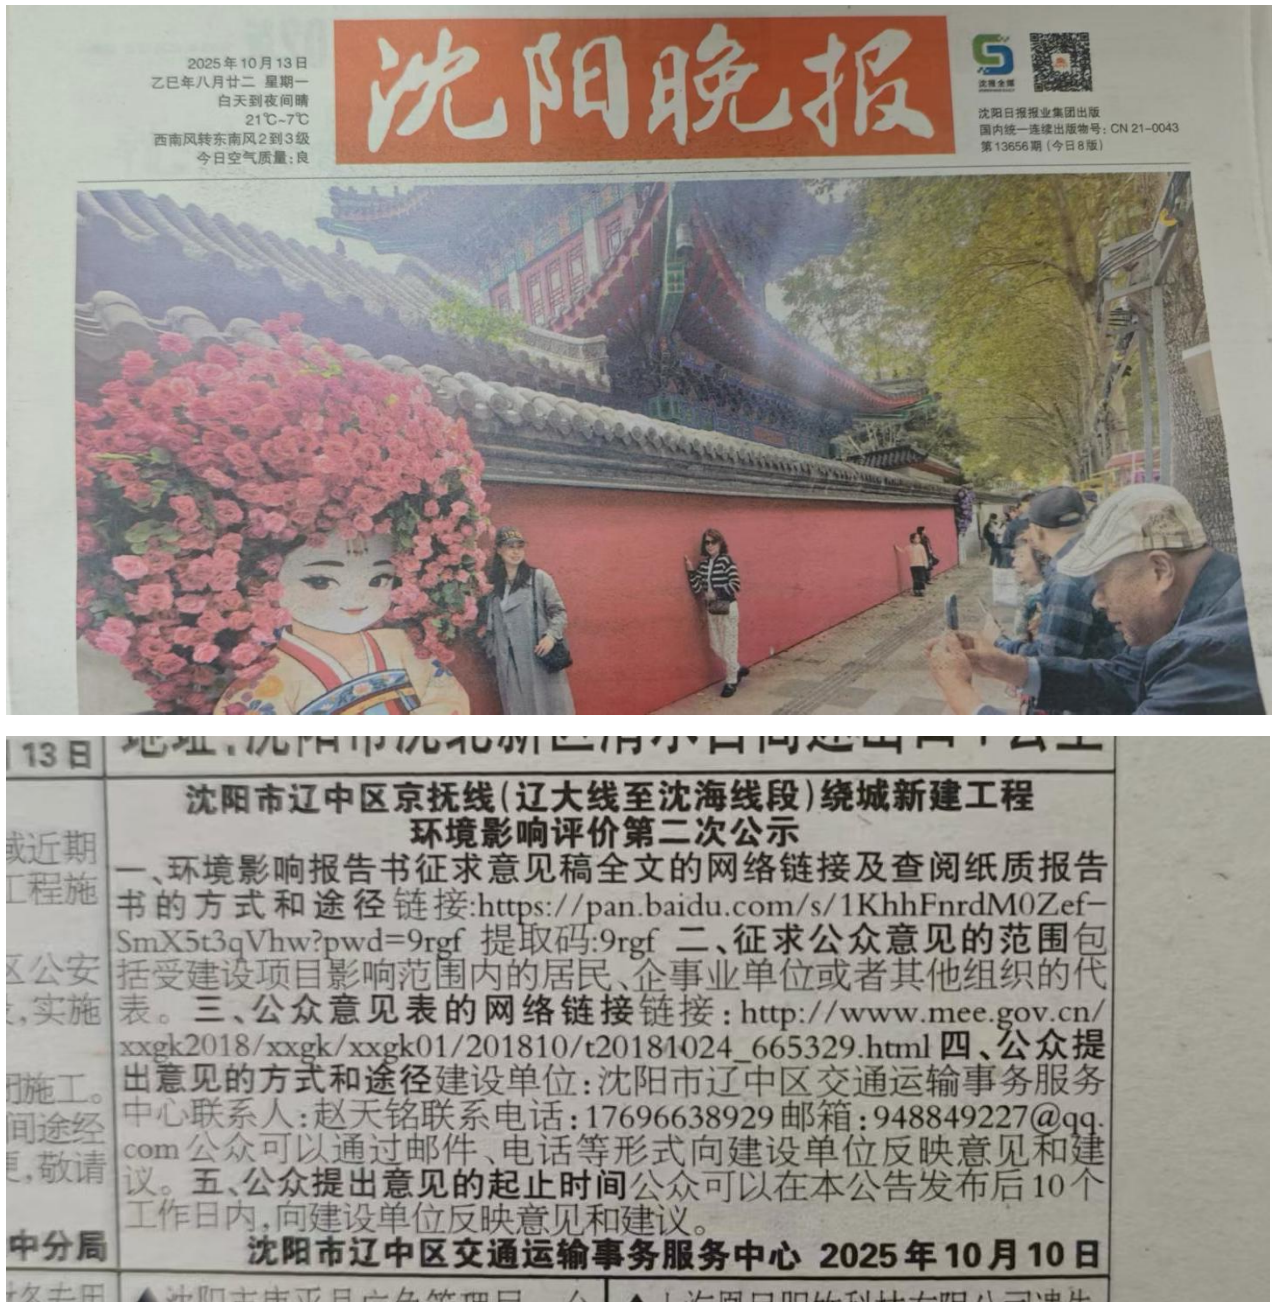 2025年10月13日
乙巳年八月廿二 星期一
白天到夜间晴
21℃~7℃
西南风转东南风2到3级
今日空气质量:良
沈阳晚报
沈报全媒
沈阳日报报业集团出版
国内统一连续出版物号: CN 21-0043
第13656期(今日8版)
13日
沈阳市辽中区京抚线(辽大线至沈海线段)绕城新建工程
环境影响评价第二次公示
一、环境影响报告书征求意见稿全文的网络链接及查阅纸质报告
书的方式和途径链接:https://pan.baidu.com/s/1KhhFnrdM0Zef-
SmX5t3qVhw?pwd=9rgf 提取码:9rgf 二、征求公众意见的范围包
括受建设项目影响范围内的居民、企事业单位或者其他组织的代
表。三、公众意见表的网络链接链接:http://www.mee.gov.cn/
xxgk2018/xxgk/xxgk01/201810/t20181024_665329.html 四、公众提
出意见的方式和途径建设单位:沈阳市辽中区交通运输事务服务
中心联系人:赵天铭联系电话:17696638929邮箱:948849227@qq.
com公众可以通过邮件、电话等形式向建设单位反映意见和建
议。五、公众提出意见的起止时间公众可以在本公告发布后10个
工作日内,向建设单位反映意见和建议。
沈阳市辽中区交通运输事务服务中心 2025年10月10日
域近期
工程施
区公安
,实施
闭施工。
间途经
,敬请
中分局